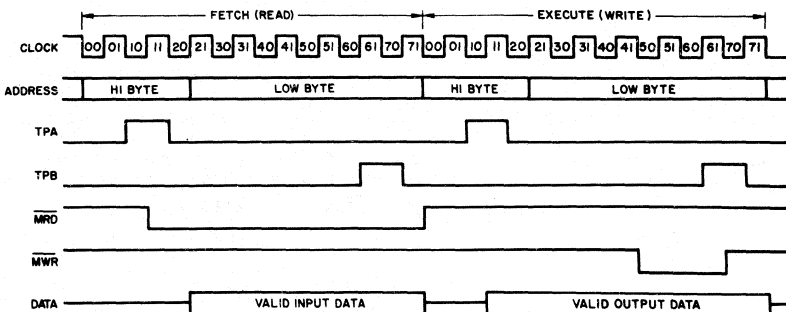 FETCH (READ) EXECUTE (WRITE)
CLOCK 00 01 10 11 20 21 30 31 40 41 50 51 60 61 70 71 00 01 10 11 20 21 30 31 40 41 50 51 60 61 70 71
ADDRESS HI BYTE LOW BYTE HI BYTE LOW BYTE
TPA
TPB
MRD
MWR
DATA VALID INPUT DATA VALID OUTPUT DATA